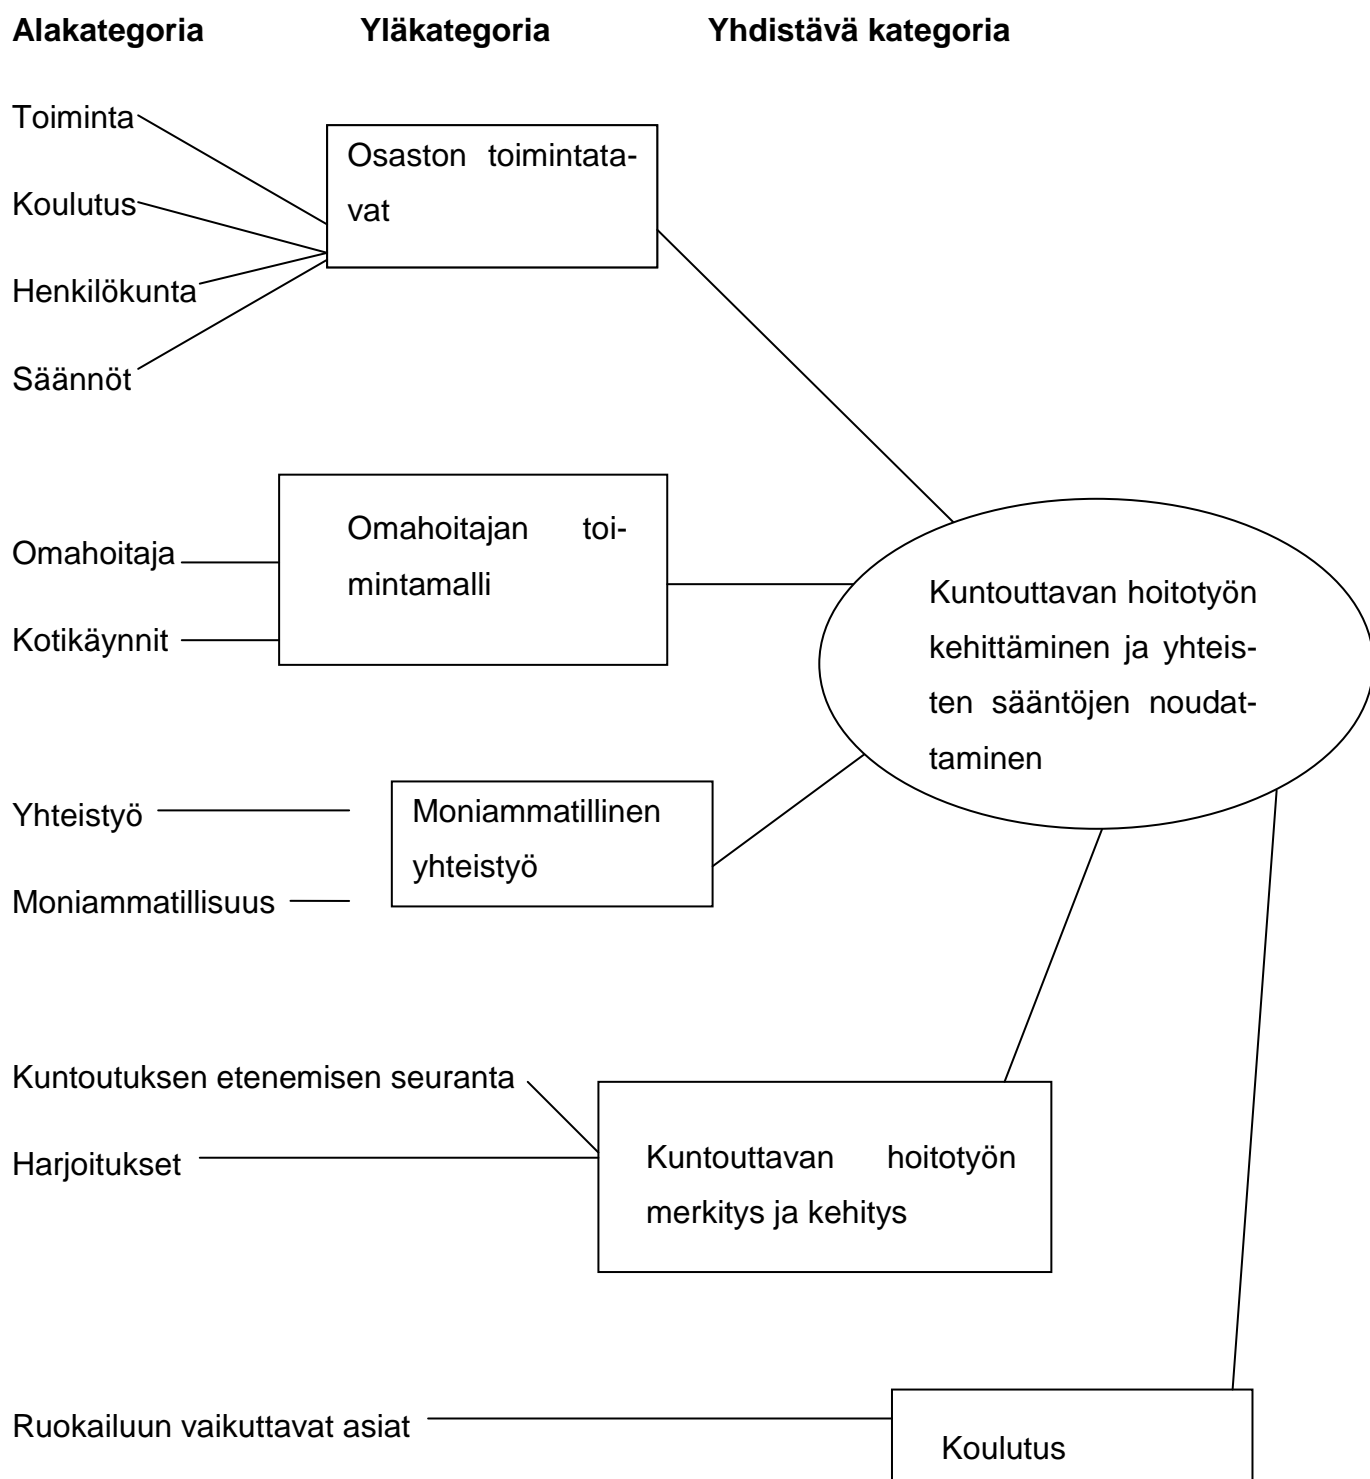 Alakategoria Yläkategoria Yhdistävä kategoria
Toiminta
Osaston toimintata-
vat
Koulutus
Henkilökunta
Säännöt
Omahoitajan toi-
mintamalli
Omahoitaja
Kotikäynnit
Kuntouttavan hoitotyön
kehittäminen ja yhteis-
ten sääntöjen noudat-
taminen
Yhteistyö
Moniammatillinen
yhteistyö
Moniammatillisuus
Kuntoutuksen etenemisen seuranta
Harjoitukset
Kuntouttavan hoitotyön
merkitys ja kehitys
Ruokailuun vaikuttavat asiat
Koulutus